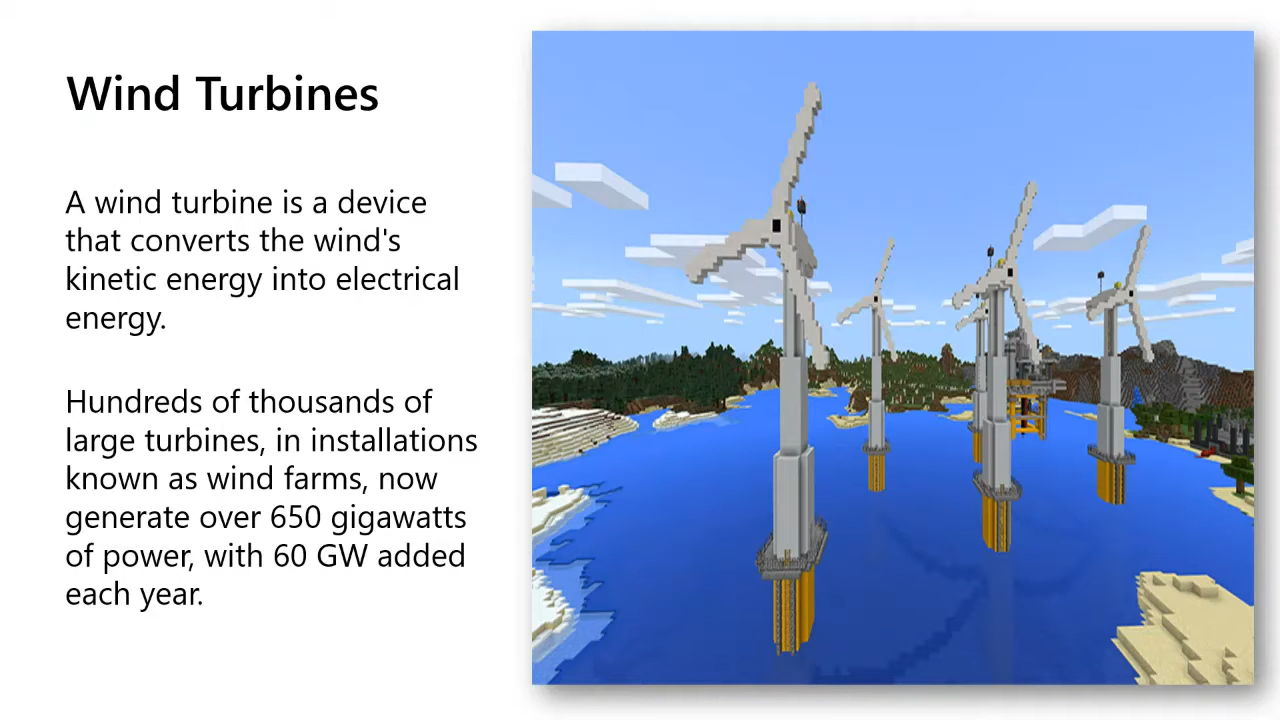 Wind Turbines
A wind turbine is a device
that converts the wind's
kinetic energy into electrical
energy.
Hundreds of thousands of
large turbines, in installations
known as wind farms, now
generate over 650 gigawatts
of power, with 60 GW added
each year.